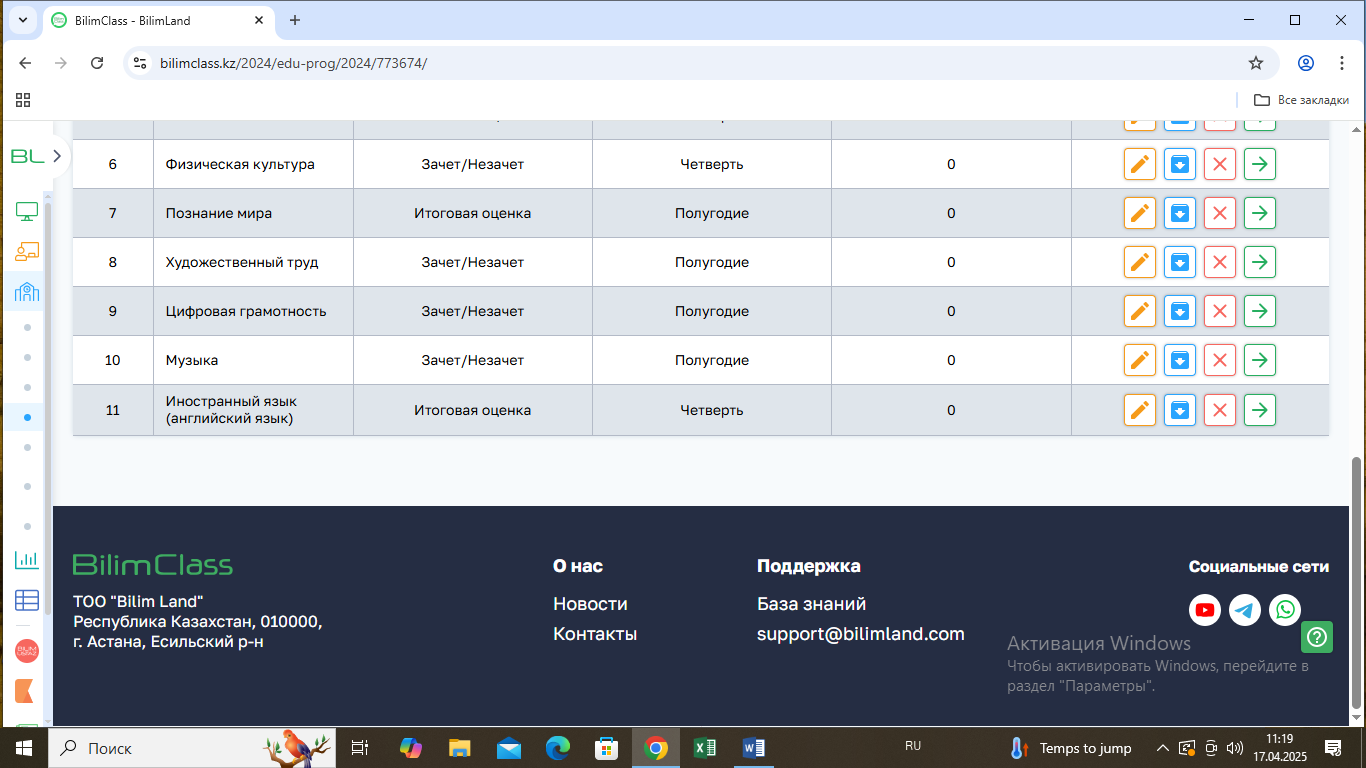 BilimClass - BilimLand
bilimclass.kz/2024/edu-prog/2024/773674/
Все закладки
BL
6 Физическая культура Зачет/Незачет Четверть 0
7 Познание мира Итоговая оценка Полугодие 0
8 Художественный труд Зачет/Незачет Полугодие 0
9 Цифровая грамотность Зачет/Незачет Полугодие 0
10 Музыка Зачет/Незачет Полугодие 0
11 Иностранный язык (английский язык) Итоговая оценка Четверть 0
BilimClass
ТОО "Bilim Land"
Республика Казахстан, 010000,
г. Астана, Есильский р-н
О нас
Новости
Контакты
Поддержка
База знаний
support@bilimland.com
Социальные сети
Активация Windows
Чтобы активировать Windows, перейдите в
раздел "Параметры".
Поиск
RU
Temps to jump
11:19
17.04.2025